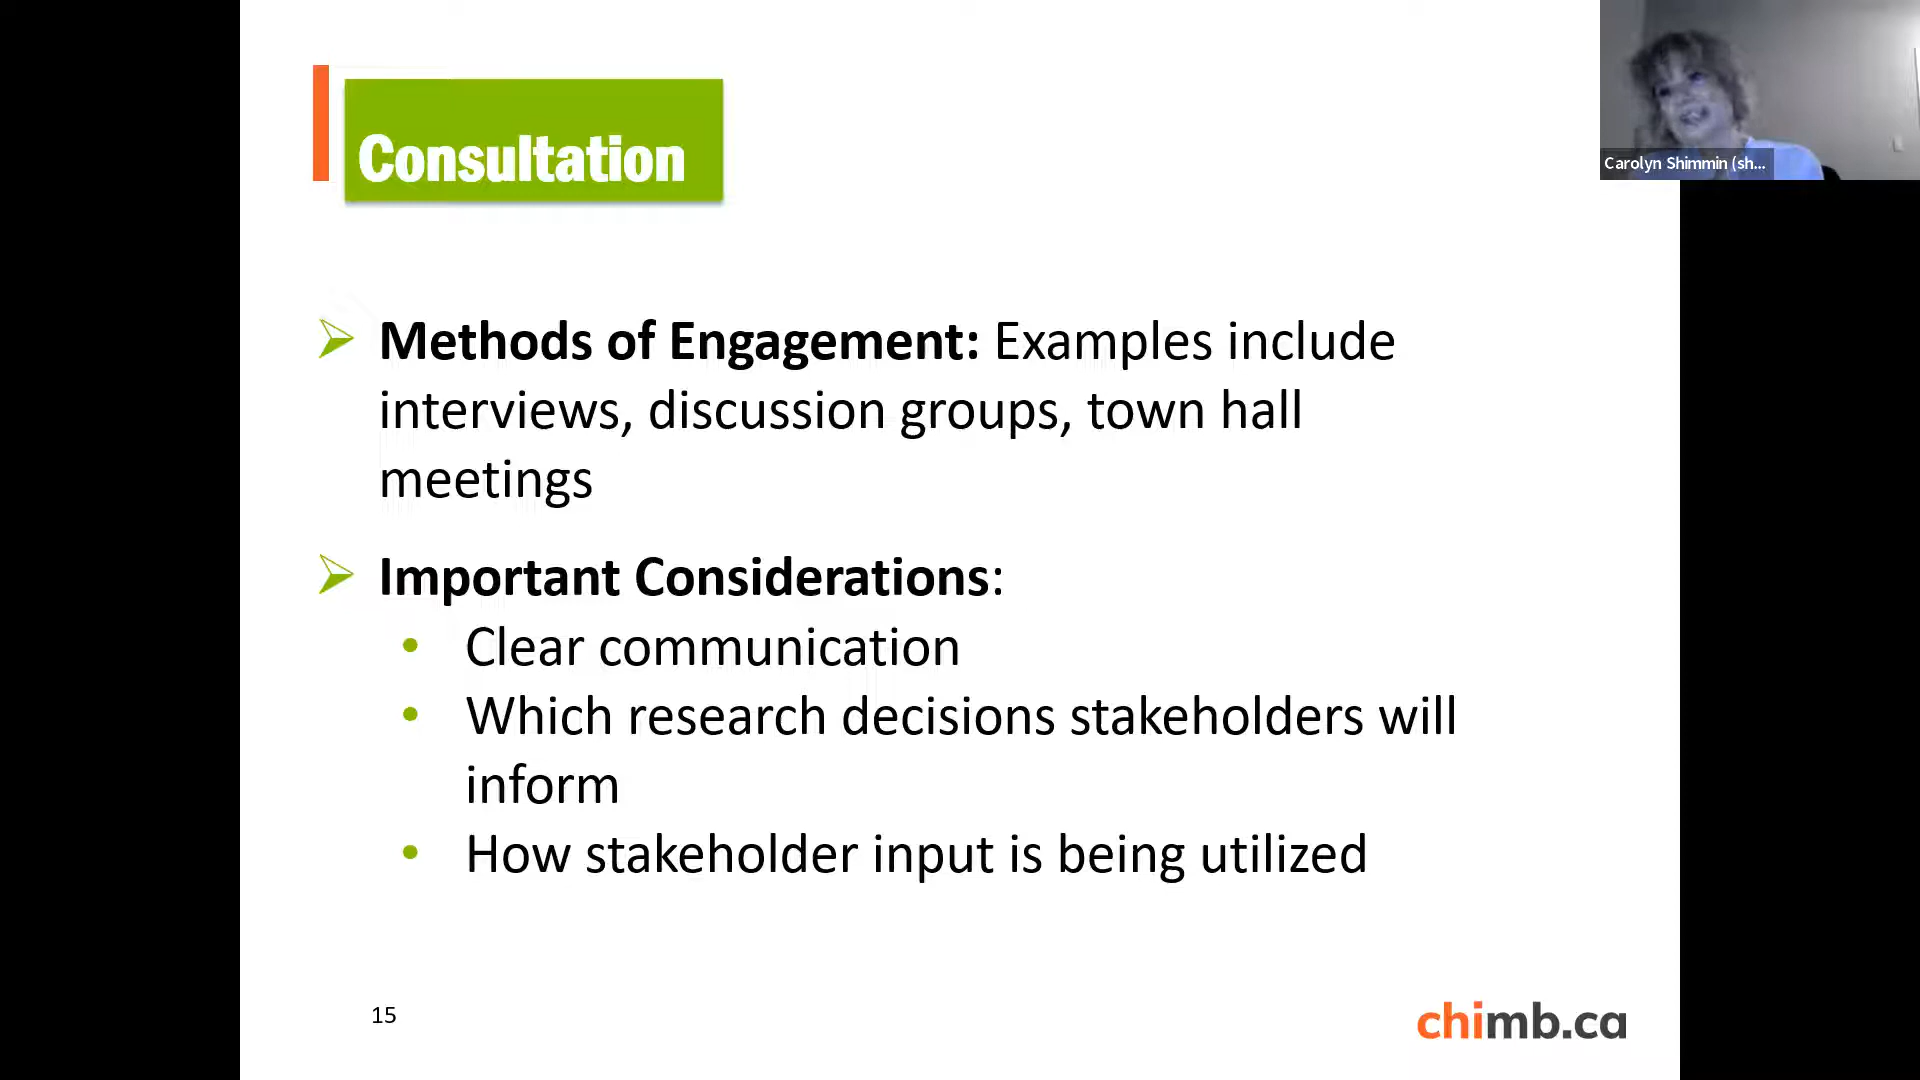 Consultation
Carolyn Shimmin (sh...
Methods of Engagement: Examples include
interviews, discussion groups, town hall
meetings
Important Considerations:
Clear communication
Which research decisions stakeholders will
inform
How stakeholder input is being utilized
15
chimb.ca